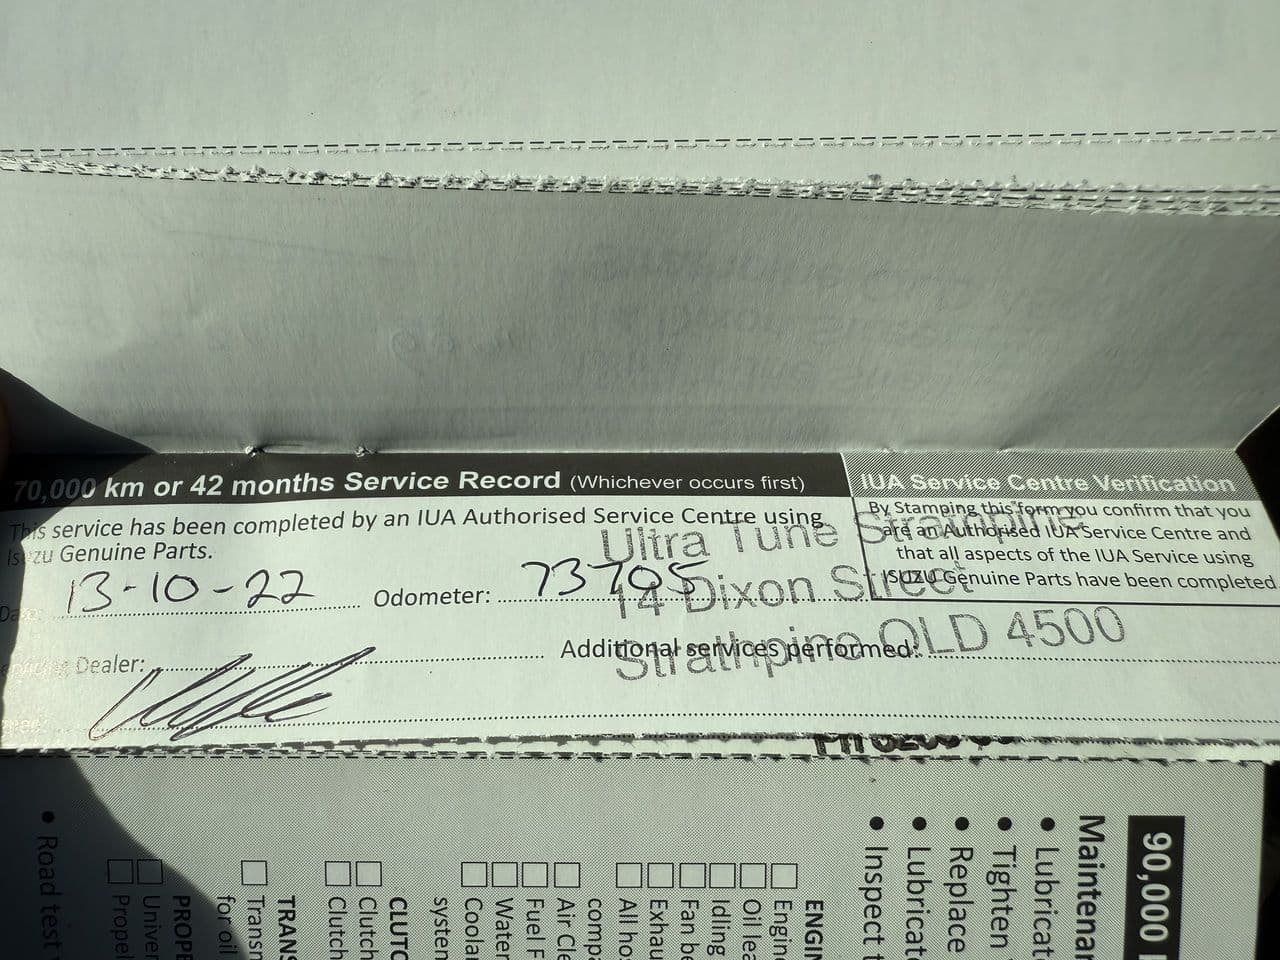 70,000 km or 42 months Service Record (Whichever occurs first)
IUA Service Centre Verification
This service has been completed by an IUA Authorised Service Centre using
Isuzu Genuine Parts.
By Stamping this form you confirm that you
are an Authorised IUA Service Centre and
that all aspects of the IUA Service using
ISUZU Genuine Parts have been completed
Ultra Tune Strathpine
14 Dixon Street
Strathpine QLD 4500
13-10-22 Odometer: 73705
Dealer:
Additional services performed:
90,000
Maintenan
• Lubricat
• Tighten
• Replace
• Lubricat
• Inspect t
ENGIN
Engine
Oil lea
Idling
Fan be
Exhau
All ho
compa
Air Cle
Fuel F
Water
Coola
system
CLUTC
Clutch
Clutch
TRANS
Transm
for oil
PROPE
Univer
Propel
• Road test